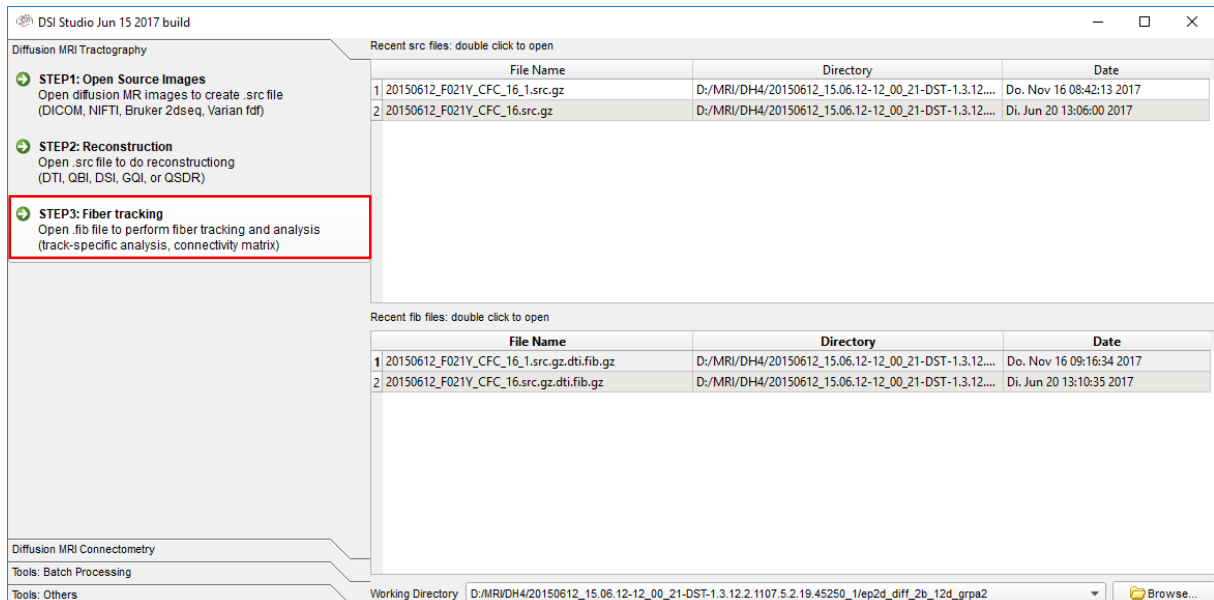 DSI Studio Jun 15 2017 build
Diffusion MRI Tractography
STEP1: Open Source Images
Open diffusion MR images to create .src file
(DICOM, NIFTI, Bruker 2dseq, Varian fdf)
STEP2: Reconstruction
Open .src file to do reconstructiong
(DTI, QBI, DSI, GQI, or QSDR)
STEP3: Fiber tracking
Open .fib file to perform fiber tracking and analysis
(track-specific analysis, connectivity matrix)
Diffusion MRI Connectometry
Tools: Batch Processing
Tools: Others
Recent src files: double click to open
File Name Directory Date
1 20150612_F021Y_CFC_16_1.src.gz D:/MRI/DH4/20150612_15.06.12-12_00_21-DST-1.3.12.... Do. Nov 16 08:42:13 2017
2 20150612_F021Y_CFC_16.src.gz D:/MRI/DH4/20150612_15.06.12-12_00_21-DST-1.3.12.... Di. Jun 20 13:06:00 2017
Recent fib files: double click to open
File Name Directory Date
1 20150612_F021Y_CFC_16_1.src.gz.dti.fib.gz D:/MRI/DH4/20150612_15.06.12-12_00_21-DST-1.3.12.... Do. Nov 16 09:16:34 2017
2 20150612_F021Y_CFC_16.src.gz.dti.fib.gz D:/MRI/DH4/20150612_15.06.12-12_00_21-DST-1.3.12.... Di. Jun 20 13:10:35 2017
Working Directory D:/MRI/DH4/20150612_15.06.12-12_00_21-DST-1.3.12.2.1107.5.2.19.45250_1/ep2d_diff_2b_12d_grpa2 Browse...